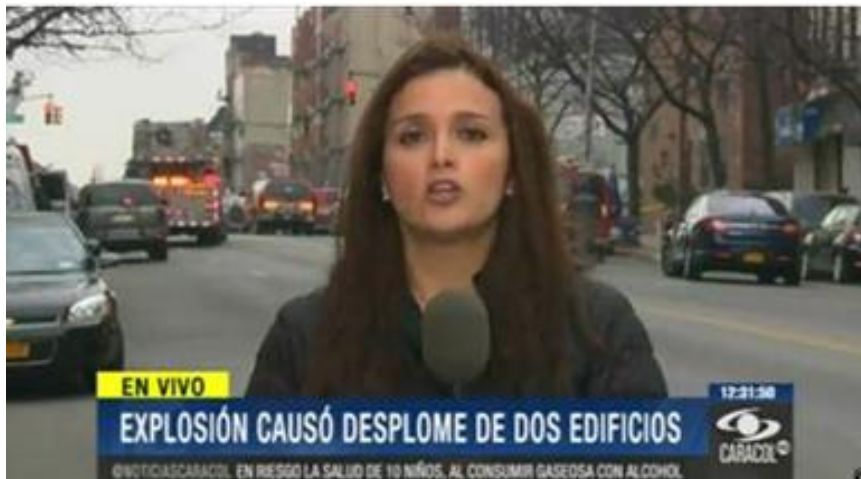 EN VIVO
12:31:50
EXPLOSIÓN CAUSÓ DESPLOME DE DOS EDIFICIOS
CARACOL HD
@NOTICIASCARACOL EN RIESGO LA SALUD DE 10 NIÑOS, AL CONSUMIR GASEOSA CON ALCOHOL